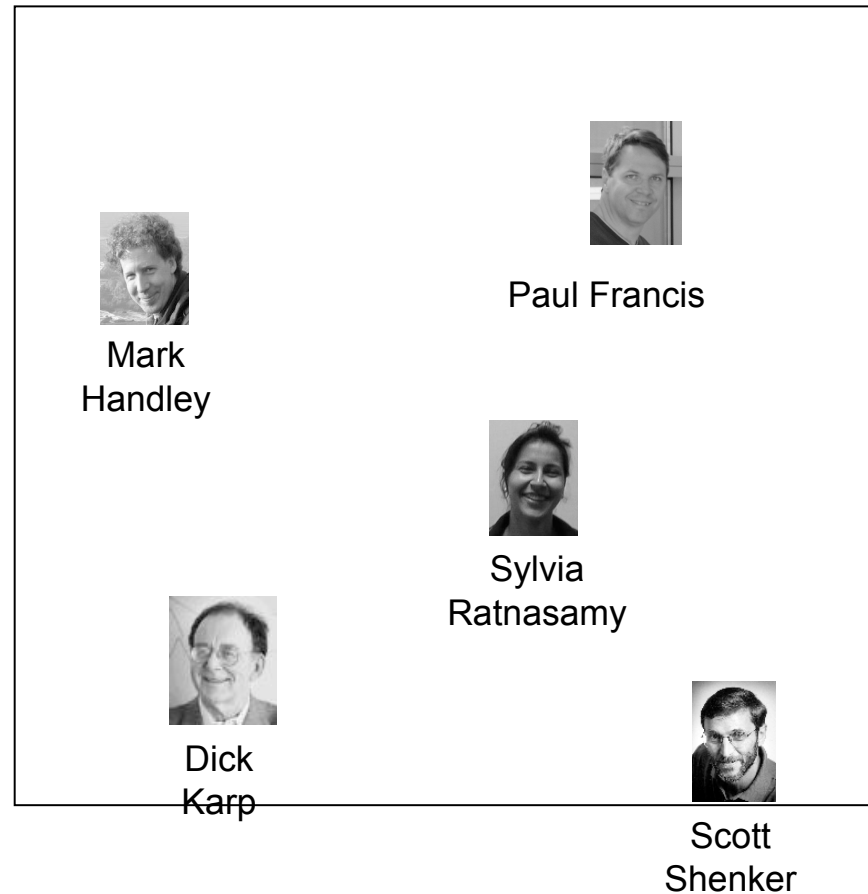 Paul Francis
Mark
Handley
Sylvia
Ratnasamy
Dick
Karp
Scott
Shenker